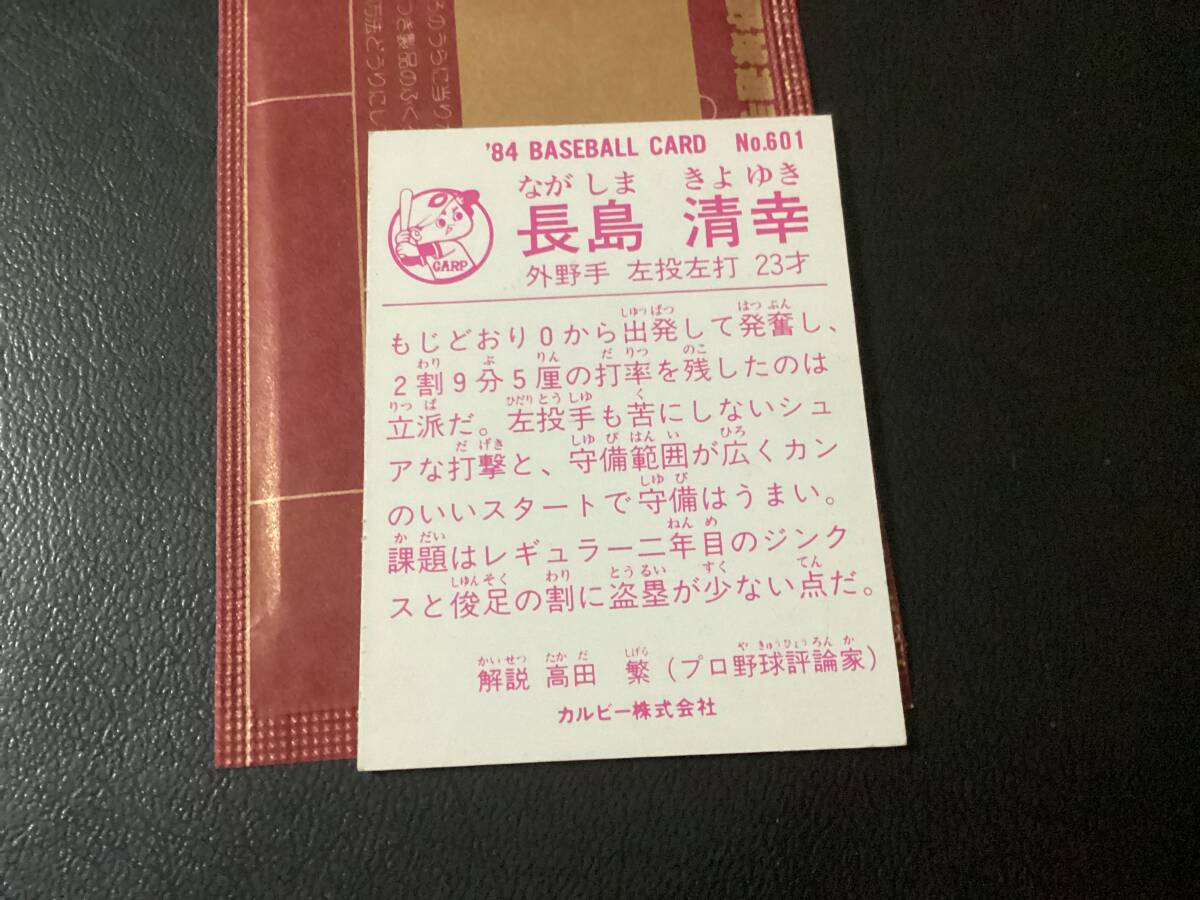 '84 BASEBALL CARD No.601
ながしま きよゆき
長島 清幸
CARP
外野手 左投左打 23才
もじどおり0から出発して発奮し、
2割9分5厘の打率を残したのは
立派だ。左投手も苦にしないシュ
アな打撃と、守備範囲が広くカン
のいいスタートで守備はうまい。
課題はレギュラー二年目のジンク
スと俊足の割に盗塁が少ない点だ。
解説 高田 繁(プロ野球評論家)
カルビー株式会社